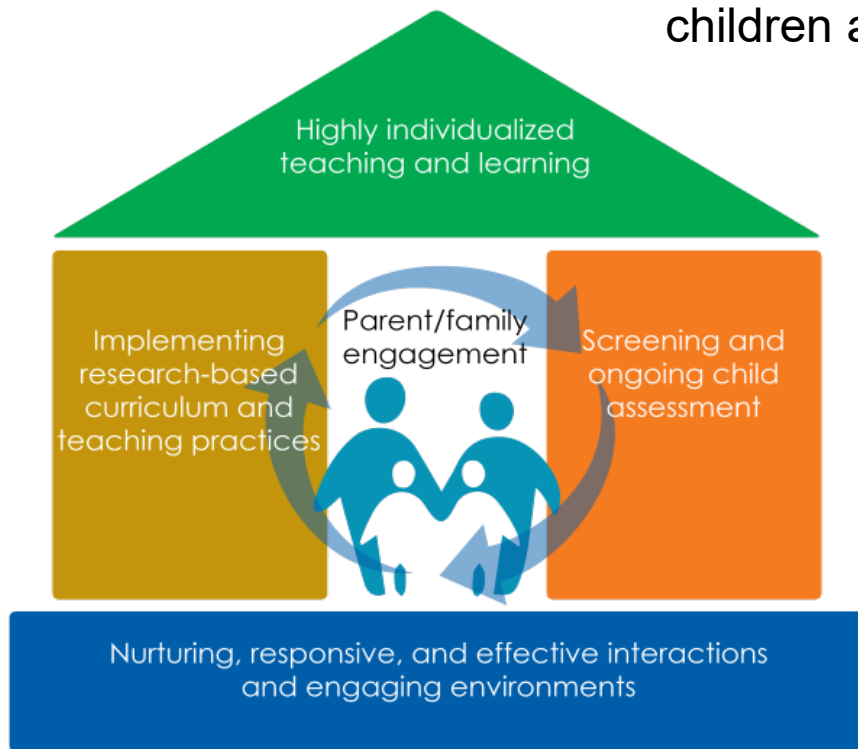 children a
Highly individualized
teaching and learning
Implementing
research-based
curriculum and
teaching practices
Parent/family
engagement
Screening and
ongoing child
assessment
Nurturing, responsive, and effective interactions
and engaging environments